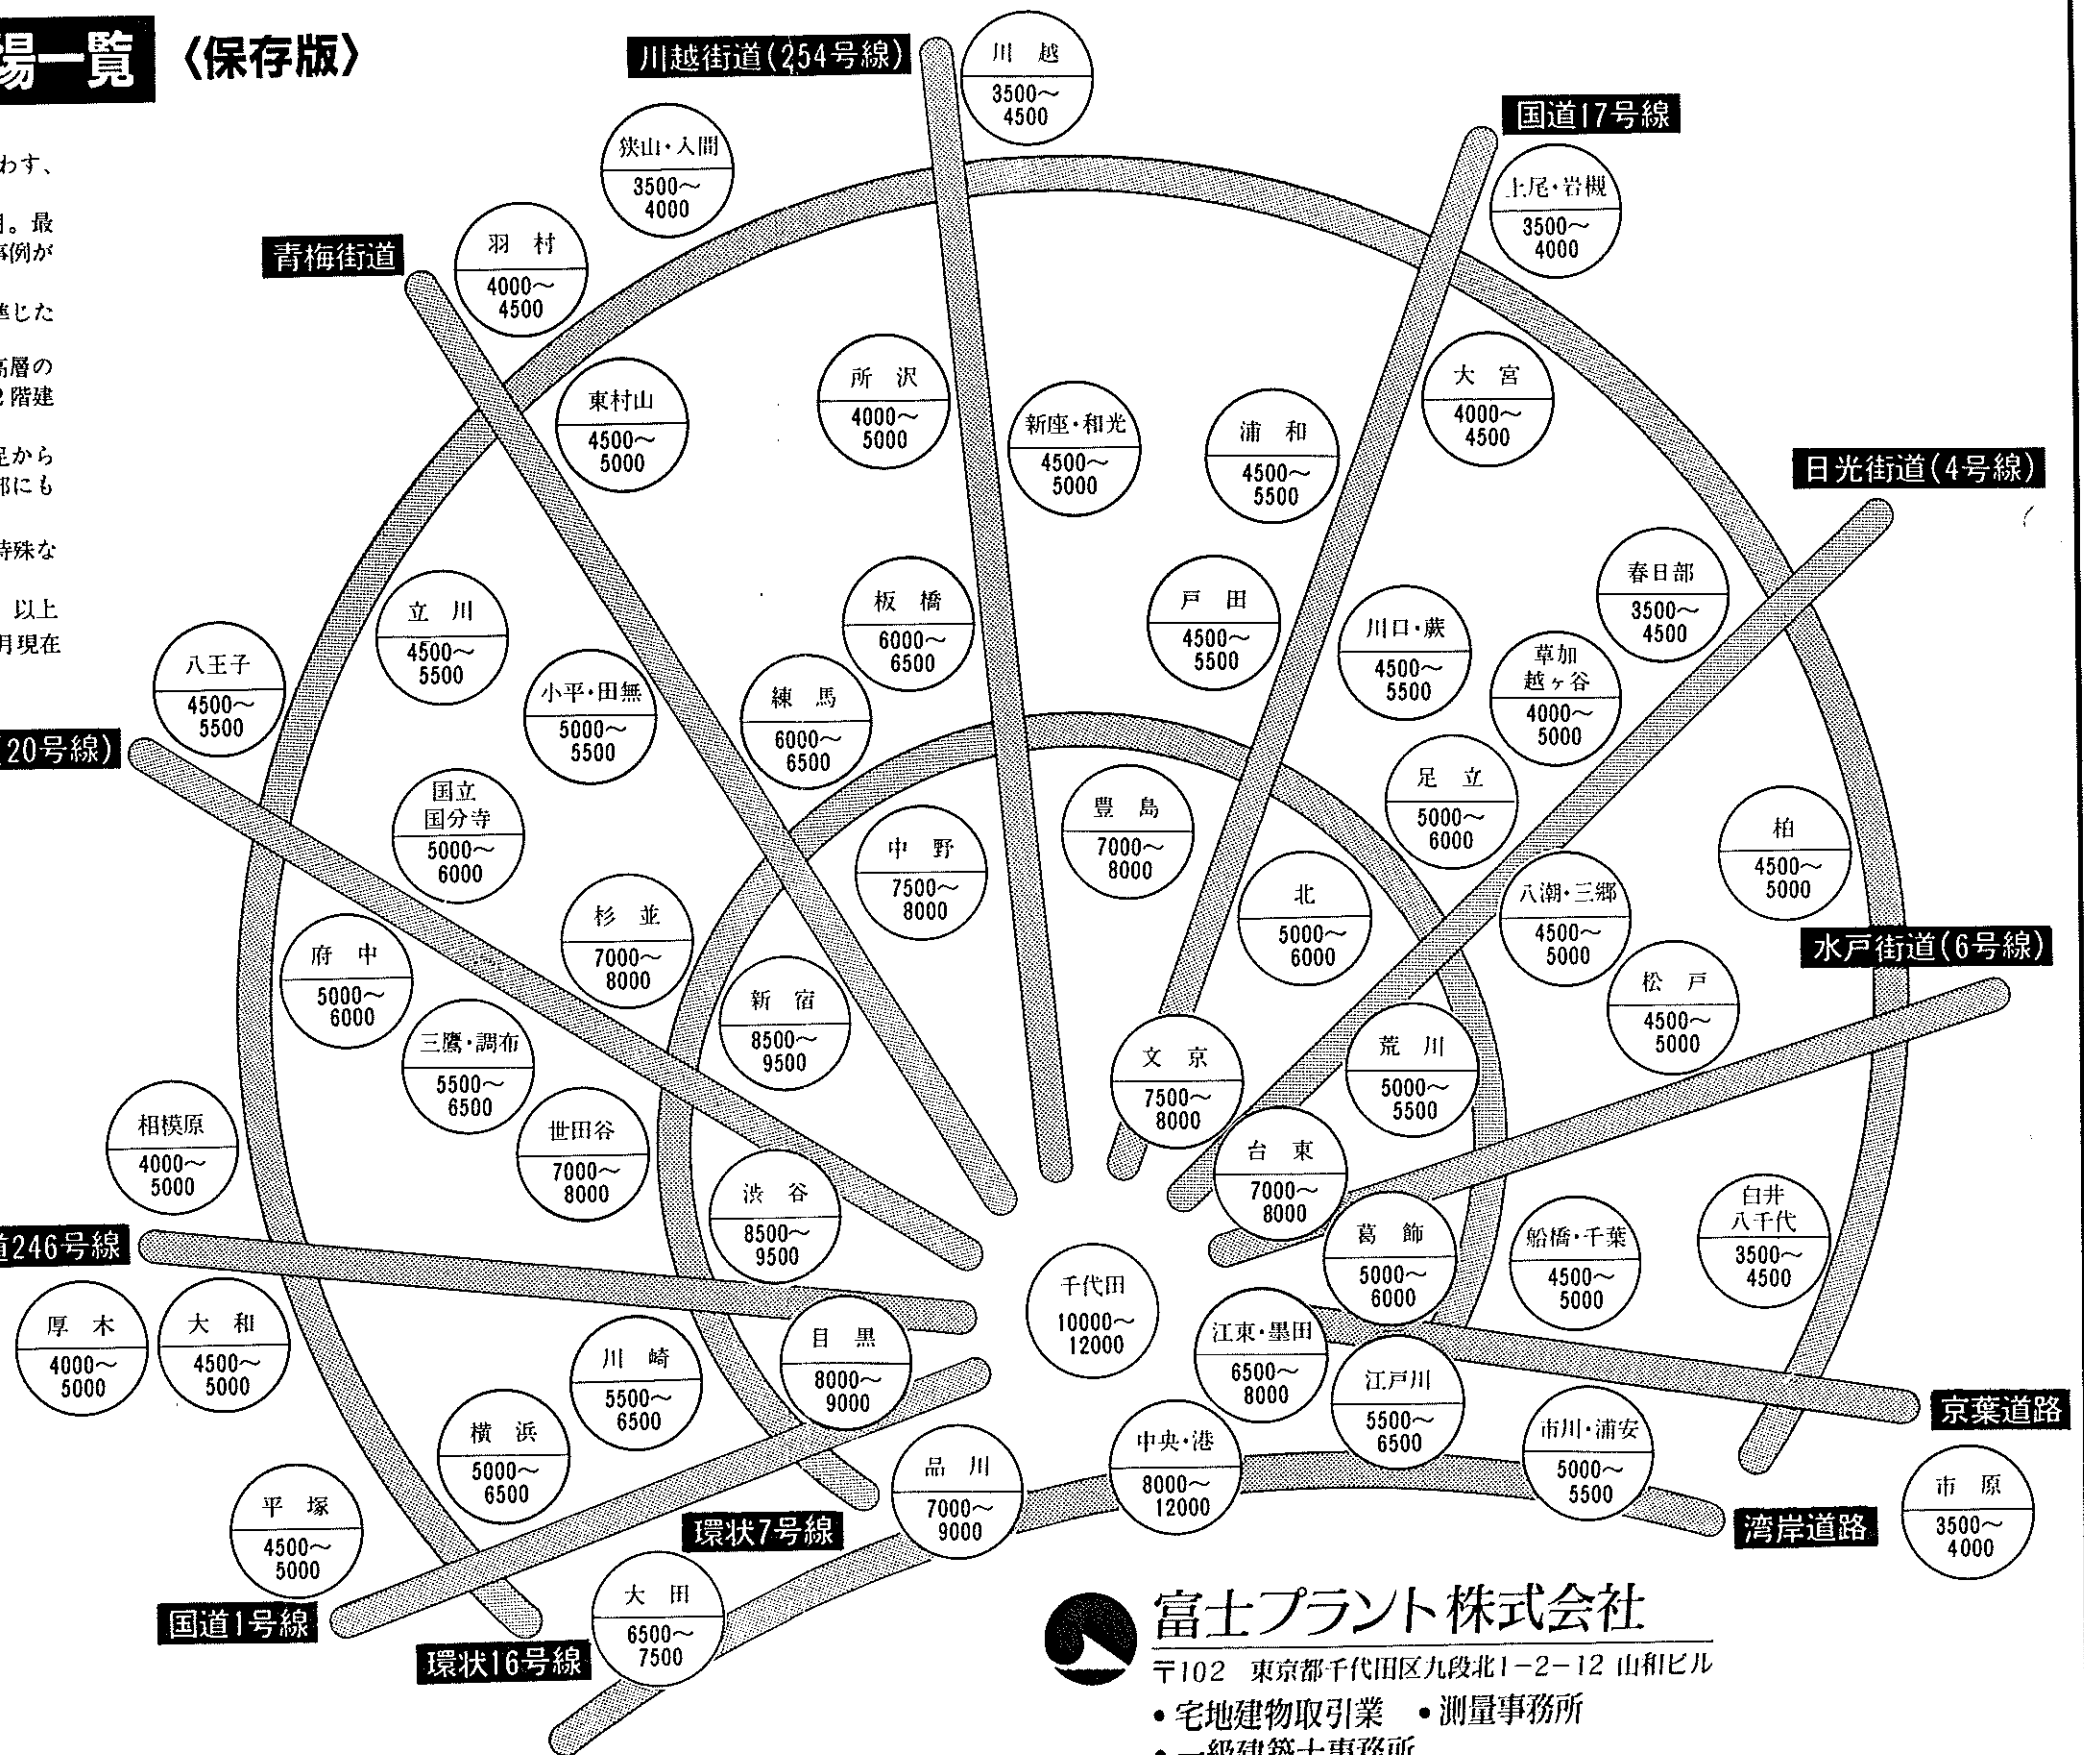 場一覧 〈保存版〉
わす、
最
事例が
準じた
高層の
2階建
足から
部にも
特殊な
以上
月現在
川越街道(254号線)
川越
3500〜
4500
国道17号線
狭山・入間
3500〜
4000
上尾・岩槻
3500〜
4000
青梅街道
羽村
4000〜
4500
東村山
4500〜
5000
所沢
4000〜
5000
新座・和光
4500〜
5000
浦和
4500〜
5500
大宮
4000〜
4500
日光街道(4号線)
春日部
3500〜
4500
立川
4500〜
5500
板橋
6000〜
6500
戸田
4500〜
5500
川口・蕨
4500〜
5500
草加
越ヶ谷
4000〜
5000
八王子
4500〜
5500
小平・田無
5000〜
5500
練馬
6000〜
6500
20号線)
国立
国分寺
5000〜
6000
足立
5000〜
6000
柏
4500〜
5000
豊島
7000〜
8000
中野
7500〜
8000
北
5000〜
6000
八潮・三郷
4500〜
5000
杉並
7000〜
8000
府中
5000〜
6000
水戸街道(6号線)
松戸
4500〜
5000
新宿
8500〜
9500
三鷹・調布
5500〜
6500
文京
7500〜
8000
荒川
5000〜
5500
相模原
4000〜
5000
世田谷
7000〜
8000
渋谷
8500〜
9500
台東
7000〜
8000
葛飾
5000〜
6000
船橋・千葉
4500〜
5000
白井
八千代
3500〜
4500
道246号線
千代田
10000〜
12000
厚木
4000〜
5000
大和
4500〜
5000
川崎
5500〜
6500
目黒
8000〜
9000
江東・墨田
6500〜
8000
江戸川
5500〜
6500
京葉道路
横浜
5000〜
6500
品川
7000〜
9000
中央・港
8000〜
12000
市川・浦安
5000〜
5500
市原
3500〜
4000
平塚
4500〜
5000
環状7号線
湾岸道路
国道1号線
環状16号線
大田
6500〜
7500
富士プラント株式会社
〒102 東京都千代田区九段北1-2-12 山和ビル
・宅地建物取引業 ・測量事務所
・一級建築士事務所